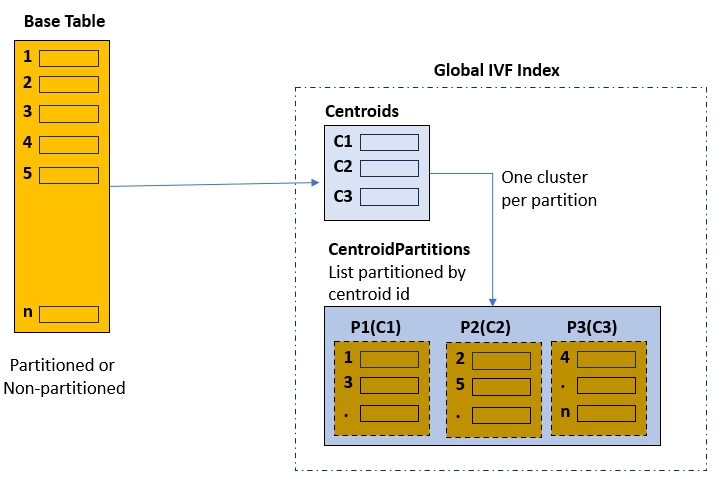 Base Table
1
2
3
4
5
n
Partitioned or
Non-partitioned
Global IVF Index
Centroids
C1
C2
C3
One cluster
per partition
CentroidPartitions
List partitioned by
centroid id
P1(C1)
1
3
.
P2(C2)
2
5
.
P3(C3)
4
.
n